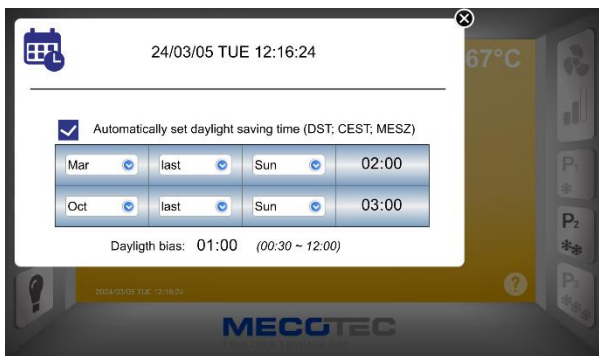 24/03/05 TUE 12:16:24
67°C
Automatically set daylight saving time (DST; CEST; MESZ)
Mar last Sun 02:00
Oct last Sun 03:00
Dayligth bias: 01:00 (00:30 ~ 12:00)
P1
P2
P3
2024/03/05 TUE 12:16:24
?
MECOTEC